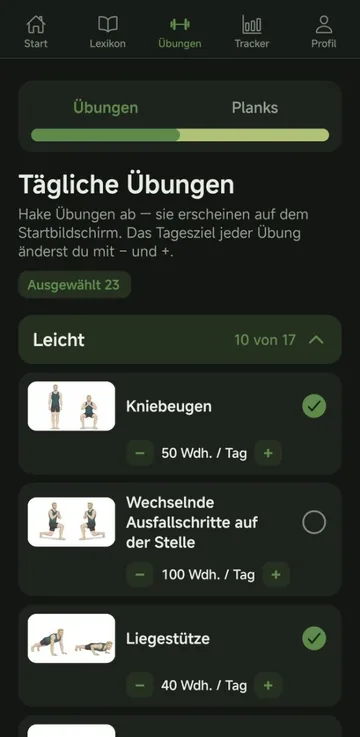 Start
Lexikon
Übungen
Tracker
Profil
Übungen
Planks
Tägliche Übungen
Hake Übungen ab — sie erscheinen auf dem
Startbildschirm. Das Tagesziel jeder Übung
änderst du mit − und +.
Ausgewählt 23
Leicht
10 von 17
Kniebeugen
− 50 Wdh. / Tag +
Wechselnde
Ausfallschritte auf
der Stelle
− 100 Wdh. / Tag +
Liegestütze
− 40 Wdh. / Tag +